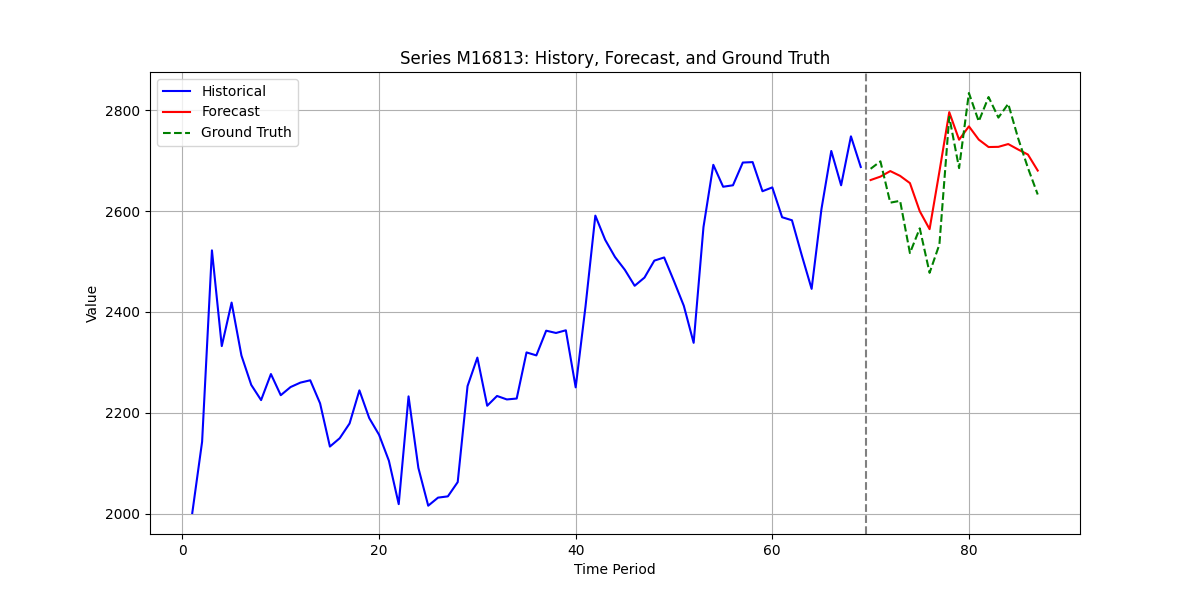 Series M16813: History, Forecast, and Ground Truth
Historical
Forecast
Ground Truth
2800
2600
2400
2200
2000
Value
0 20 40 60 80
Time Period